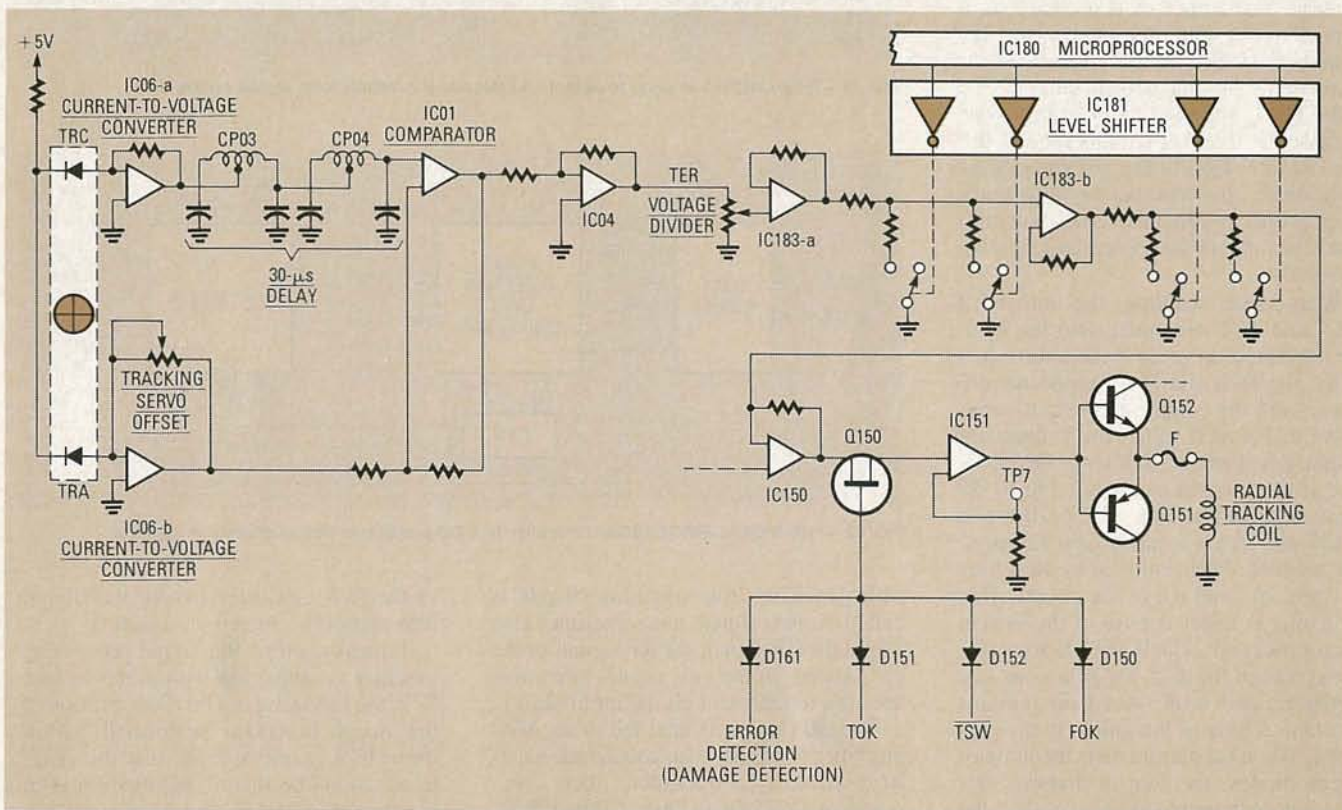 +5V
IC06-a
CURRENT-TO-VOLTAGE
CONVERTER
TRC
CP03
CP04
30-μs
DELAY
IC01
COMPARATOR
IC04
TER
VOLTAGE
DIVIDER
IC183-a
IC180 MICROPROCESSOR
IC181
LEVEL SHIFTER
IC183-b
TRACKING
SERVO
OFFSET
TRA
IC06-b
CURRENT-TO-VOLTAGE
CONVERTER
IC150
Q150
IC151
TP7
Q152
F
Q151
RADIAL
TRACKING
COIL
D161
D151
D152
D150
ERROR
DETECTION
(DAMAGE DETECTION)
TOK
T̅S̅W̅
FOK